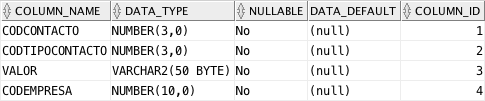 COLUMN_NAME DATA_TYPE NULLABLE DATA_DEFAULT COLUMN_ID
CODCONTACTO NUMBER(3,0) No (null) 1
CODTIPOCONTACTO NUMBER(3,0) No (null) 2
VALOR VARCHAR2(50 BYTE) No (null) 3
CODEMPRESA NUMBER(10,0) No (null) 4